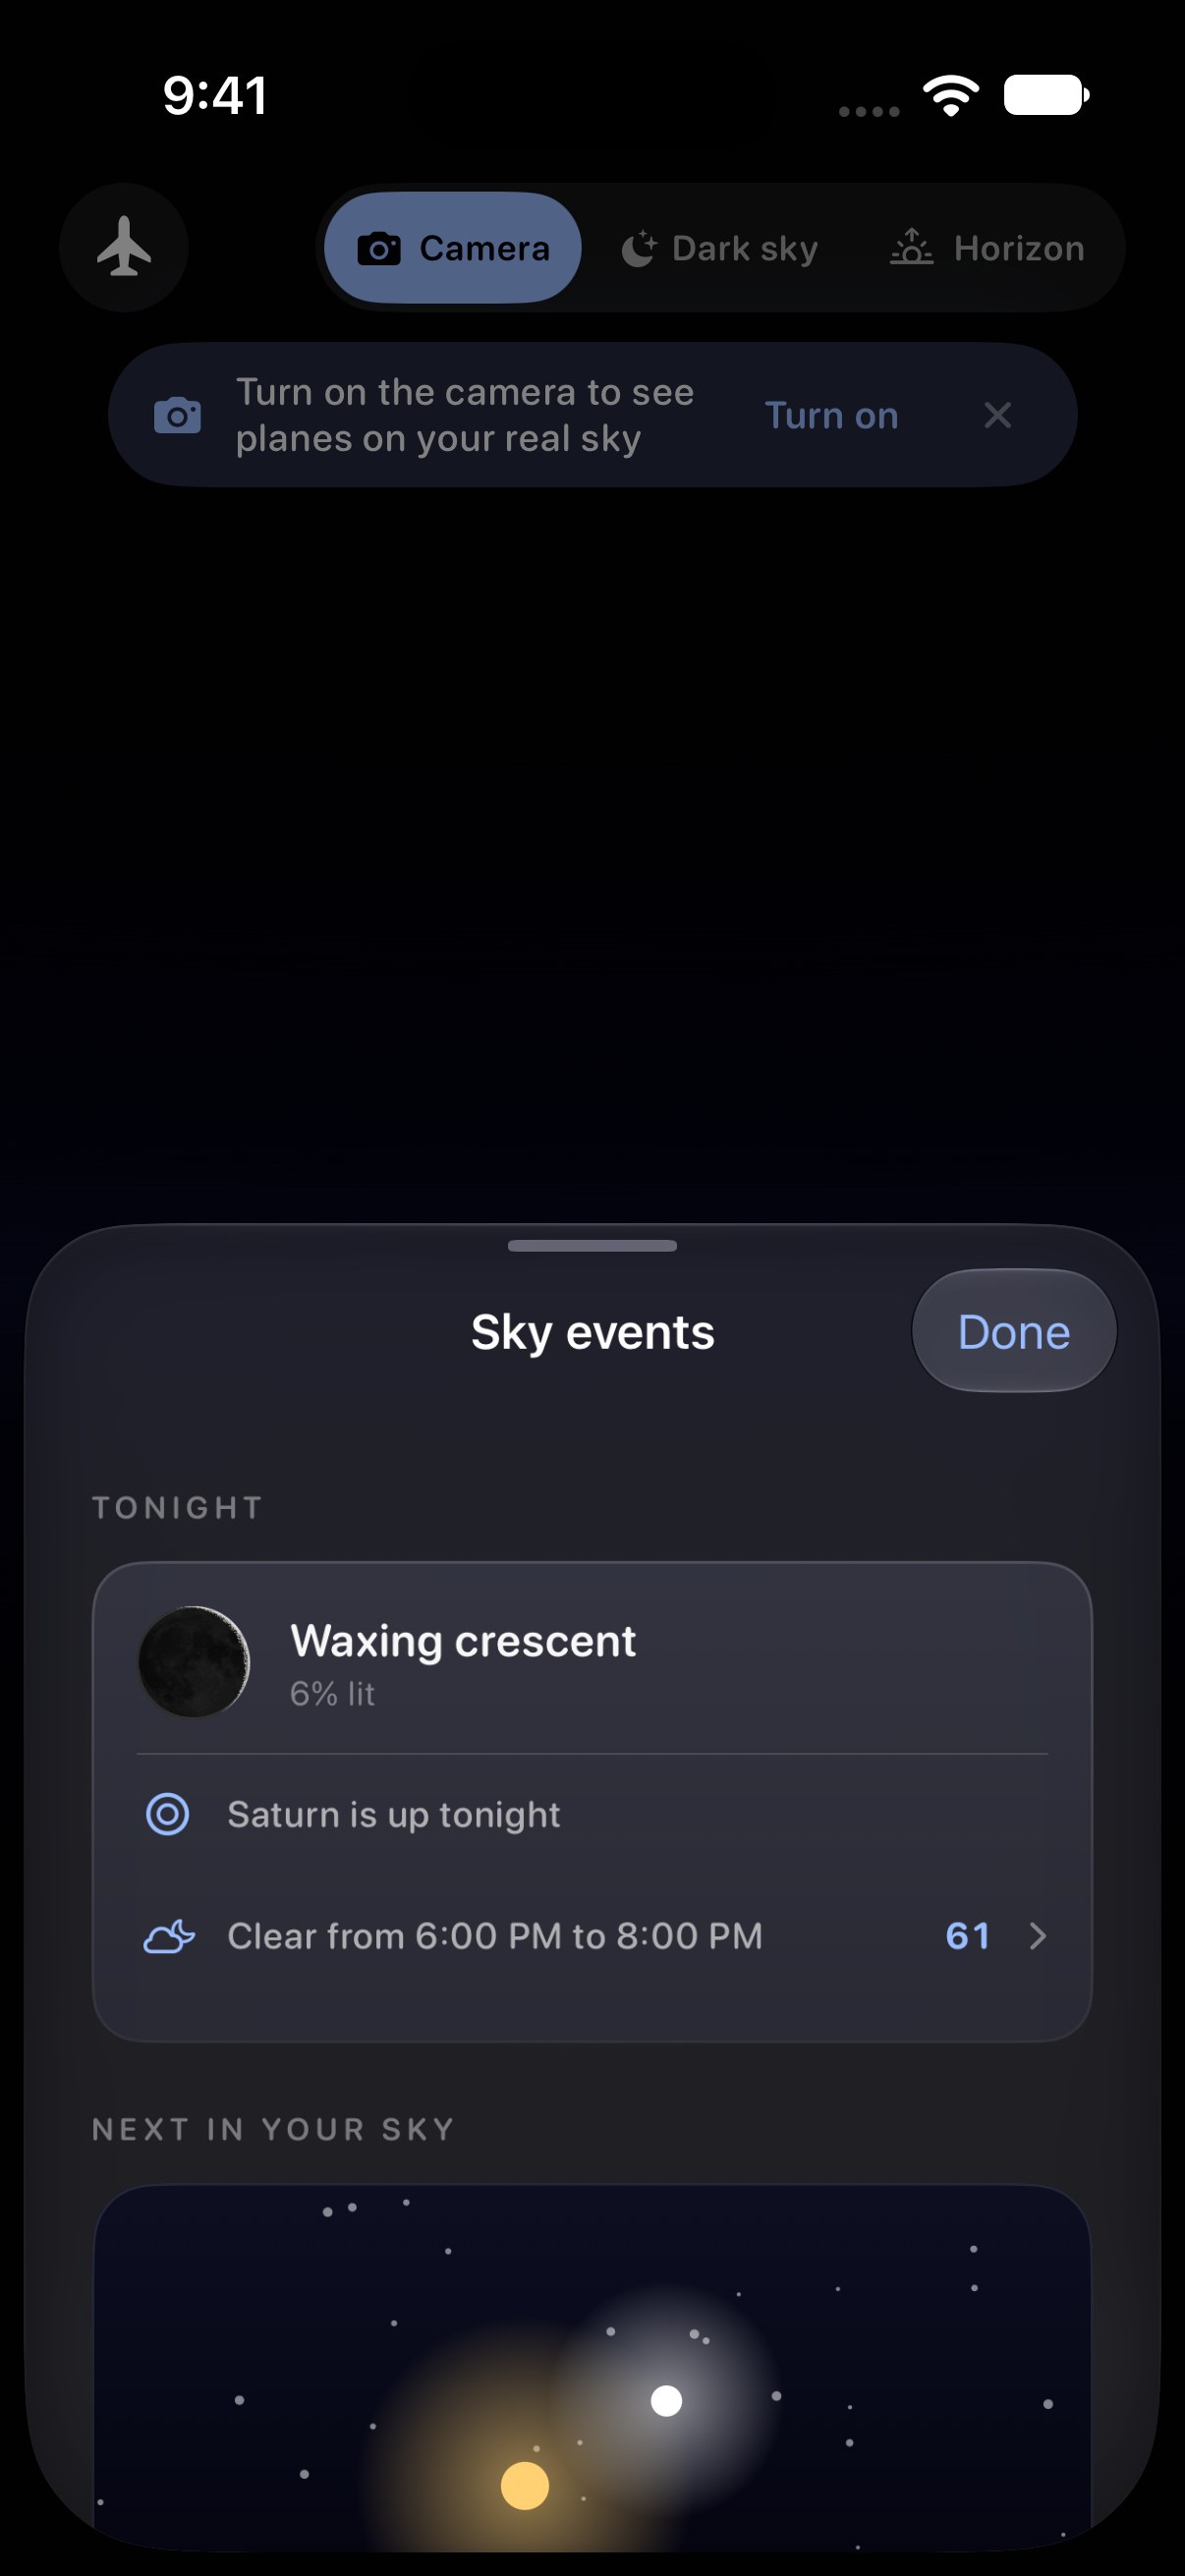 9:41
Camera
Dark sky
Horizon
Turn on the camera to see
planes on your real sky
Turn on
Sky events
Done
TONIGHT
Waxing crescent
6% lit
Saturn is up tonight
Clear from 6:00 PM to 8:00 PM
61
NEXT IN YOUR SKY